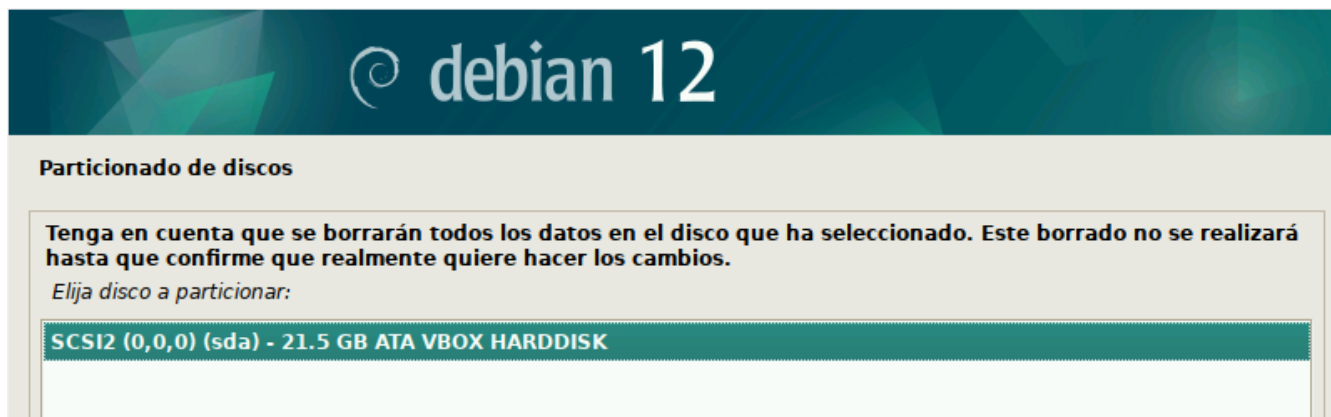 debian 12
Particionado de discos
Tenga en cuenta que se borrarán todos los datos en el disco que ha seleccionado. Este borrado no se realizará
hasta que confirme que realmente quiere hacer los cambios.
Elija disco a particionar:
SCSI2 (0,0,0) (sda) - 21.5 GB ATA VBOX HARDDISK